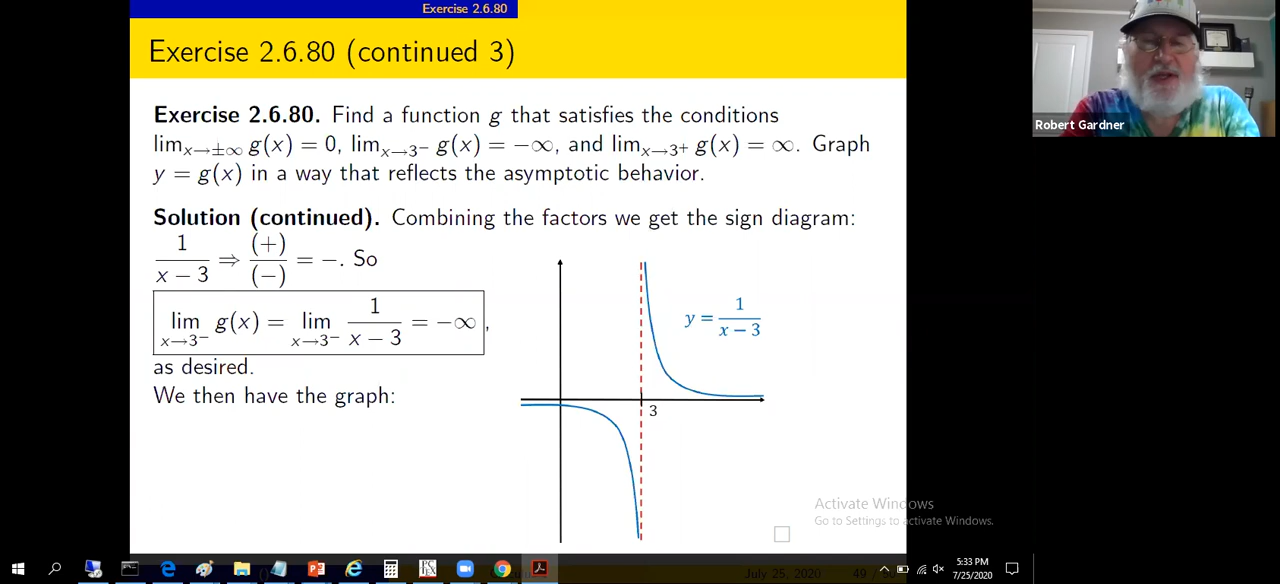 Exercise 2.6.80
Exercise 2.6.80 (continued 3)
Exercise 2.6.80. Find a function g that satisfies the conditions
lim_{x→±∞} g(x) = 0, lim_{x→3⁻} g(x) = −∞, and lim_{x→3⁺} g(x) = ∞. Graph
y = g(x) in a way that reflects the asymptotic behavior.
Solution (continued). Combining the factors we get the sign diagram:
1/(x − 3) ⇒ (+)/(−) = −. So
lim_{x→3⁻} g(x) = lim_{x→3⁻} 1/(x − 3) = −∞,
as desired.
We then have the graph:
y = 1/(x − 3)
3
Robert Gardner
Activate Windows
Go to Settings to activate Windows.
July 25, 2020
5:33 PM
7/25/2020